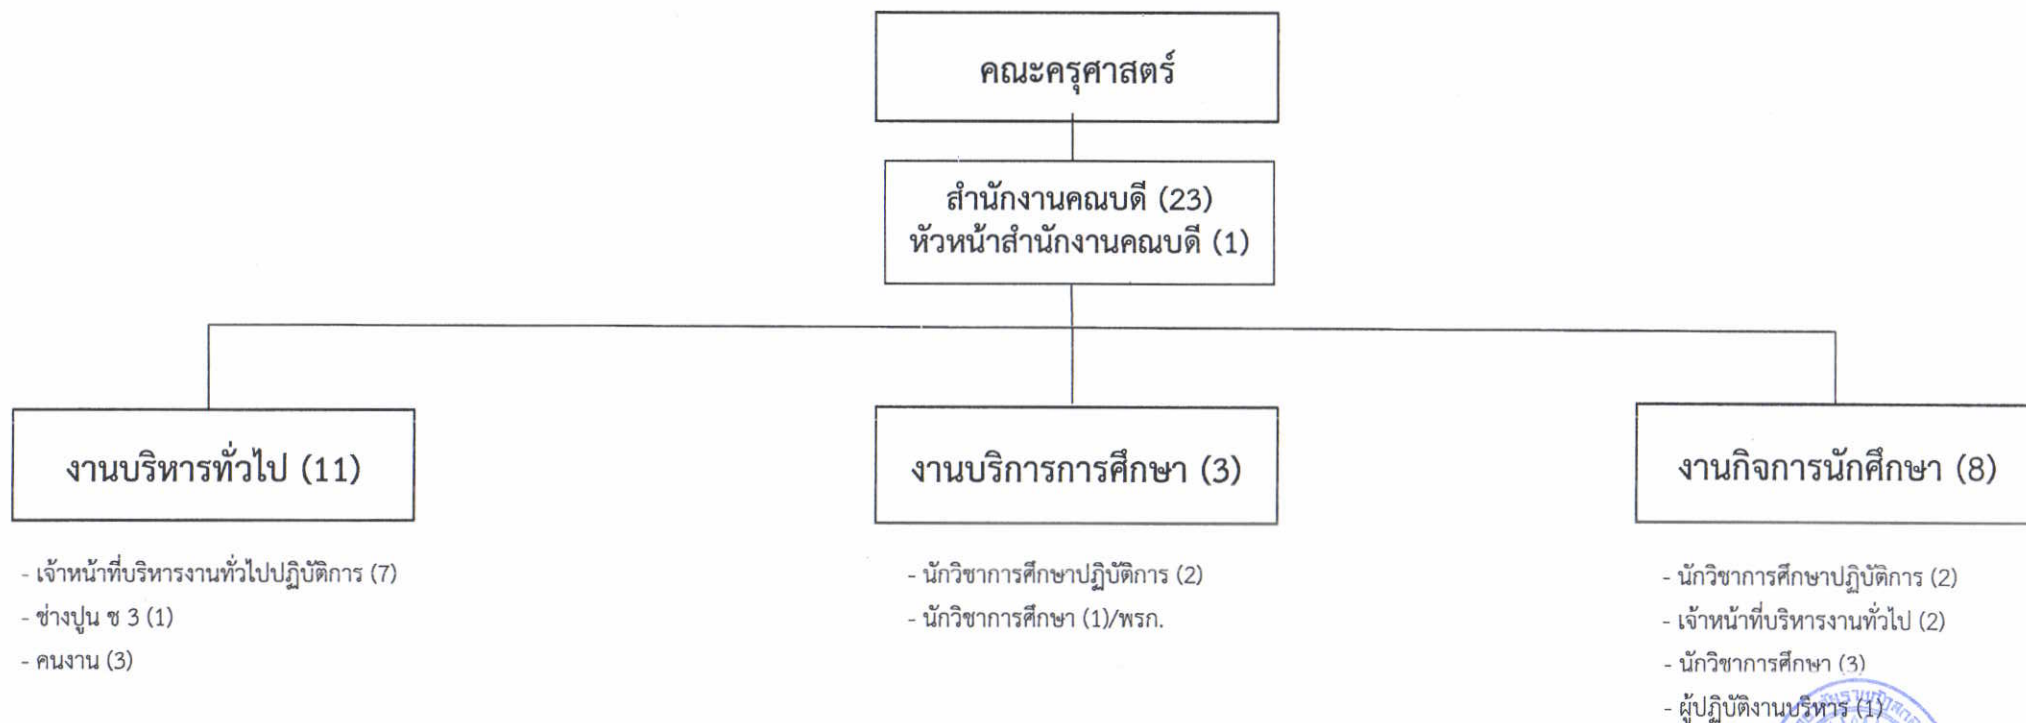 คณะครุศาสตร์
สำนักงานคณบดี (23)
หัวหน้าสำนักงานคณบดี (1)
งานบริหารทั่วไป (11)
- เจ้าหน้าที่บริหารงานทั่วไปปฏิบัติการ (7)
- ช่างปูน ช 3 (1)
- คนงาน (3)
งานบริการการศึกษา (3)
- นักวิชาการศึกษาปฏิบัติการ (2)
- นักวิชาการศึกษา (1)/พรก.
งานกิจการนักศึกษา (8)
- นักวิชาการศึกษาปฏิบัติการ (2)
- เจ้าหน้าที่บริหารงานทั่วไป (2)
- นักวิชาการศึกษา (3)
- ผู้ปฏิบัติงานบริหาร (1)